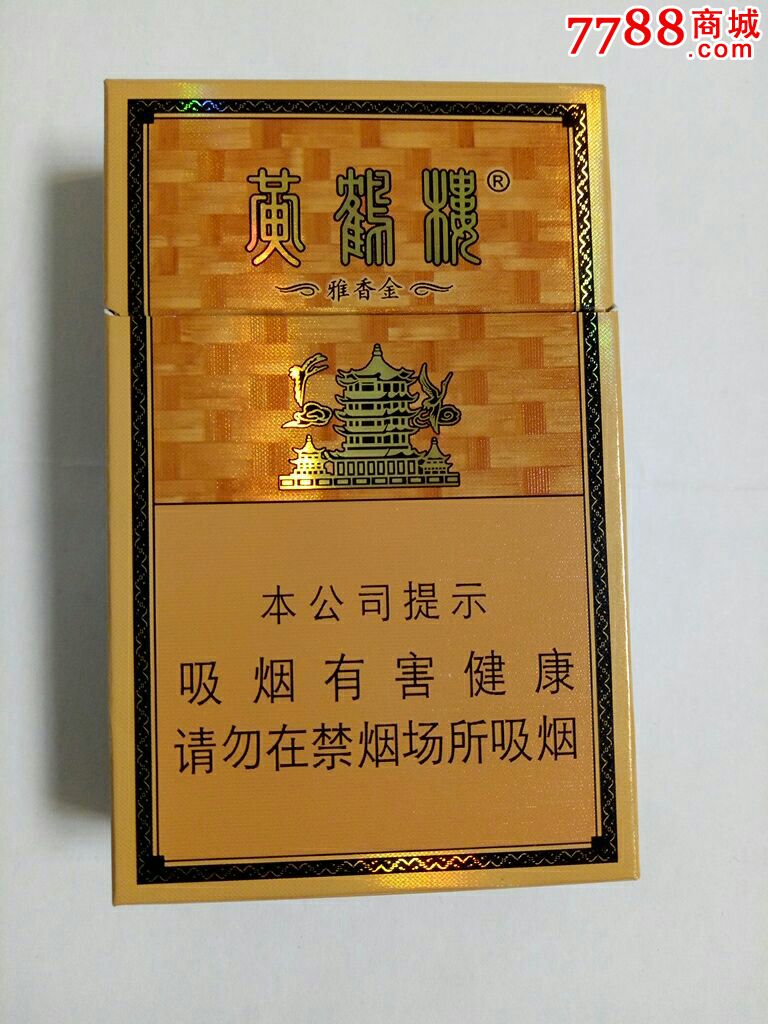 7788商城
.com
黄鹤楼®
雅香金
本公司提示
吸烟有害健康
请勿在禁烟场所吸烟